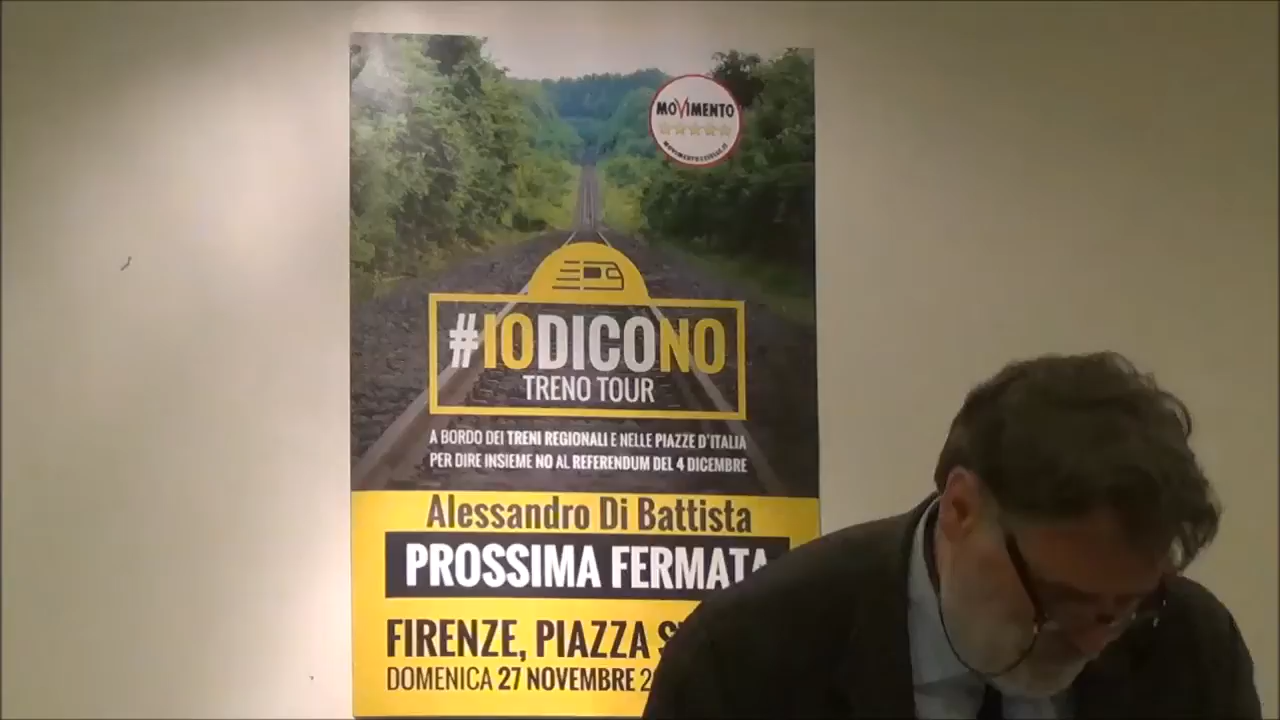 MOVIMENTO
#IODICONO
TRENO TOUR
A BORDO DEI TRENI REGIONALI E NELLE PIAZZE D'ITALIA
PER DIRE INSIEME NO AL REFERENDUM DEL 4 DICEMBRE
Alessandro Di Battista
PROSSIMA FERMATA
FIRENZE, PIAZZA
DOMENICA 27 NOVEMBRE